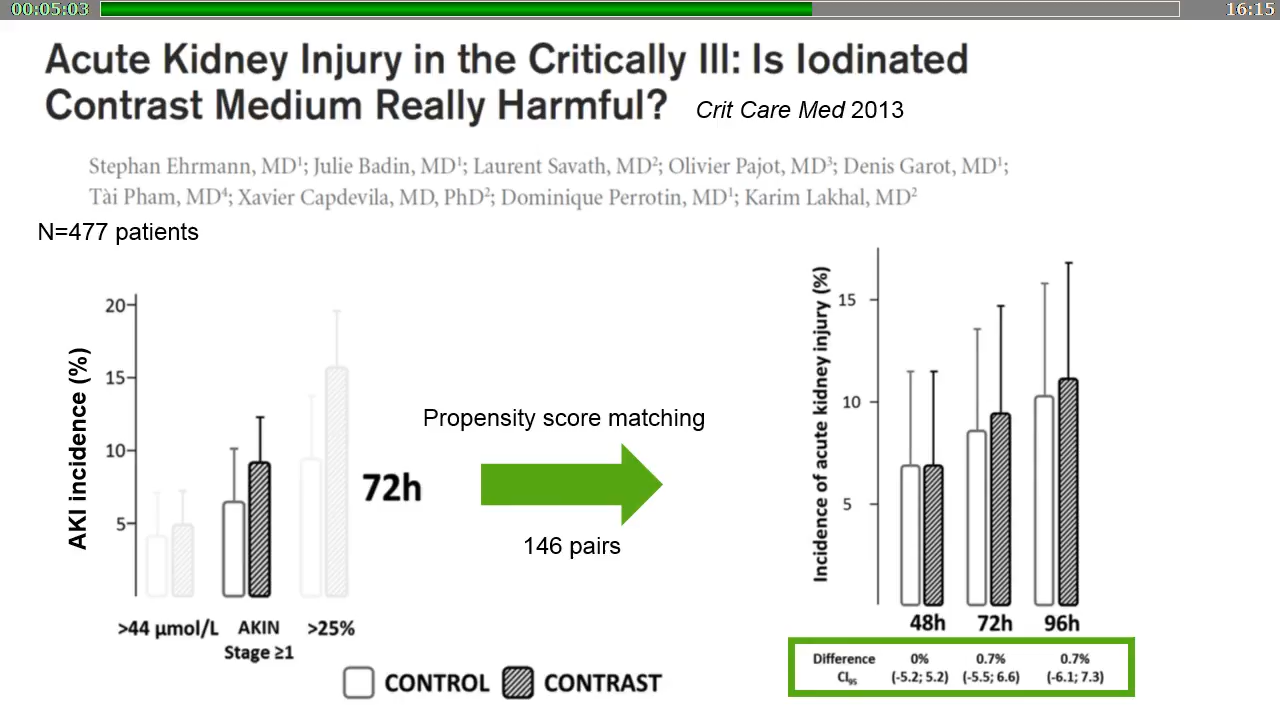 00:05:03
16:15
Acute Kidney Injury in the Critically Ill: Is Iodinated
Contrast Medium Really Harmful? Crit Care Med 2013
Stephan Ehrmann, MD¹; Julie Badin, MD¹; Laurent Savath, MD²; Olivier Pajot, MD³; Denis Garot, MD¹;
Tài Pham, MD⁴; Xavier Capdevila, MD, PhD²; Dominique Perrotin, MD¹; Karim Lakhal, MD²
N=477 patients
AKI incidence (%)
20
15
10
5
>44 µmol/L
AKIN
Stage ≥1
>25%
72h
Propensity score matching
146 pairs
Incidence of acute kidney injury (%)
15
10
5
48h 72h 96h
Difference 0% 0.7% 0.7%
CI₉₅ (-5.2; 5.2) (-5.5; 6.6) (-6.1; 7.3)
CONTROL CONTRAST